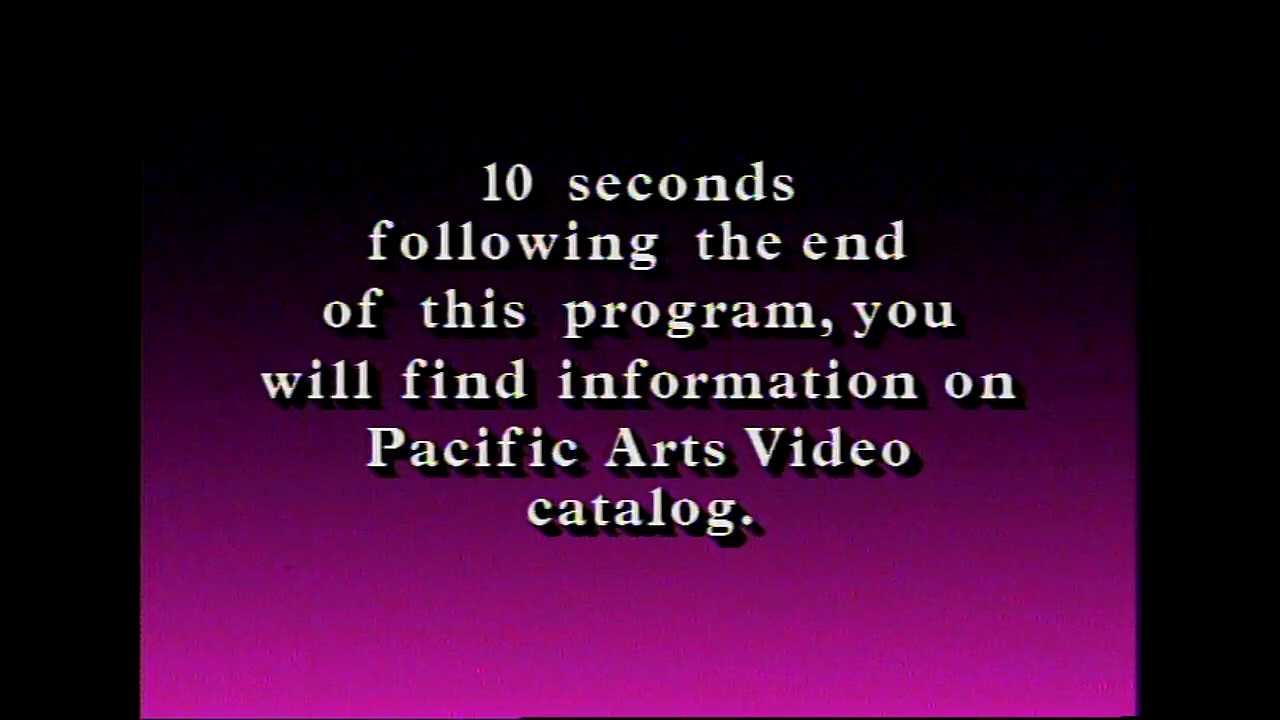 10 seconds
following the end
of this program, you
will find information on
Pacific Arts Video
catalog.